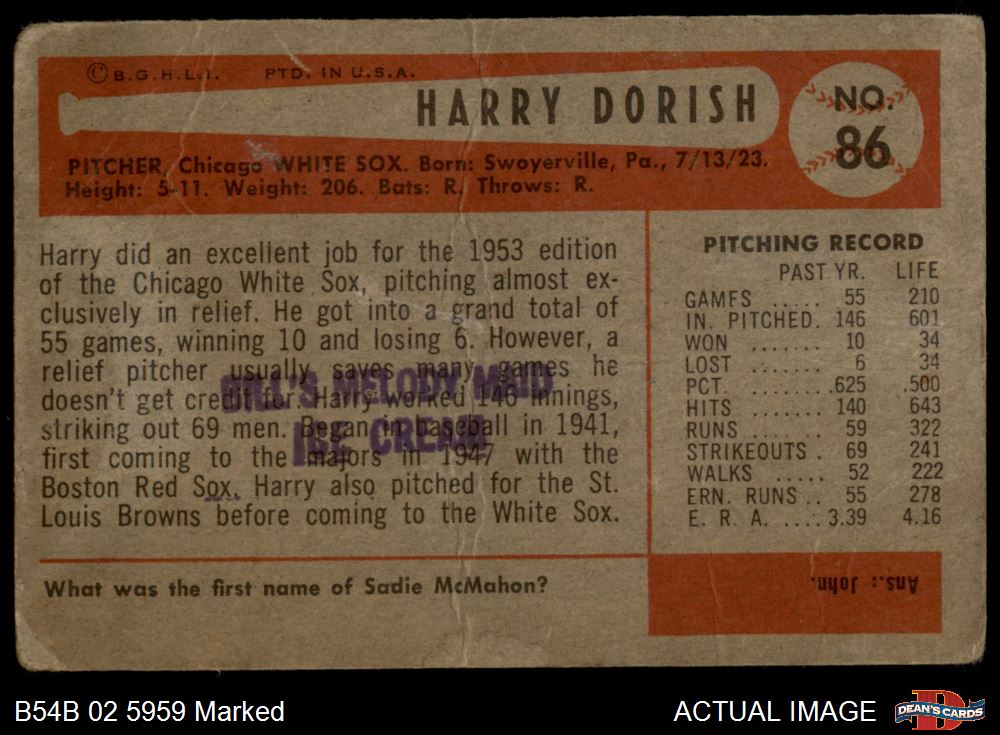 © B.G.H.L.I. PTD. IN U.S.A.
HARRY DORISH
NO.
86
PITCHER, Chicago WHITE SOX. Born: Swoyerville, Pa., 7/13/23.
Height: 5-11. Weight: 206. Bats: R. Throws: R.
Harry did an excellent job for the 1953 edition
of the Chicago White Sox, pitching almost ex-
clusively in relief. He got into a grand total of
55 games, winning 10 and losing 6. However, a
relief pitcher usually saves many games he
doesn't get credit for. Harry worked 146 innings,
striking out 69 men. Began in baseball in 1941,
first coming to the majors in 1947 with the
Boston Red Sox. Harry also pitched for the St.
Louis Browns before coming to the White Sox.
BILL'S MELODY MAID
ICE CREAM
PITCHING RECORD
PAST YR. LIFE
GAMES ..... 55 210
IN. PITCHED. 146 601
WON ....... 10 34
LOST ....... 6 34
PCT. ...... .625 .500
HITS ....... 140 643
RUNS ....... 59 322
STRIKEOUTS . 69 241
WALKS ..... 52 222
ERN. RUNS .. 55 278
E. R. A. .... 3.39 4.16
What was the first name of Sadie McMahon?
Ans.: John.
B54B 02 5959 Marked
ACTUAL IMAGE
DEAN'S CARDS